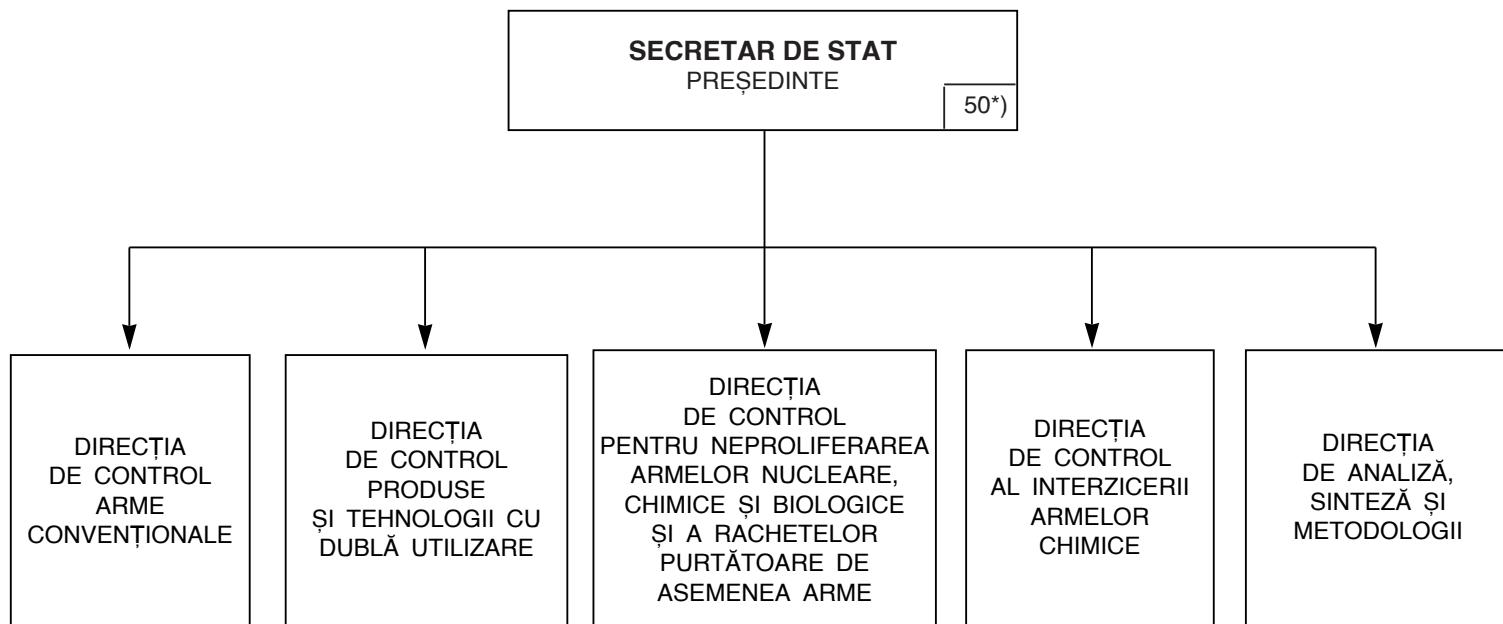 SECRETAR DE STAT
PREȘEDINTE
50*)
DIRECȚIA
DE CONTROL
ARME
CONVENȚIONALE
DIRECȚIA
DE CONTROL
PRODUSE
ȘI TEHNOLOGII CU
DUBLĂ UTILIZARE
DIRECȚIA
DE CONTROL
PENTRU NEPROLIFERAREA
ARMELOR NUCLEARE,
CHIMICE ȘI BIOLOGICE
ȘI A RACHETELOR
PURTĂTOARE DE
ASEMENEA ARME
DIRECȚIA
DE CONTROL
AL INTERZICERII
ARMELOR
CHIMICE
DIRECȚIA
DE ANALIZĂ,
SINTEZĂ ȘI
METODOLOGII